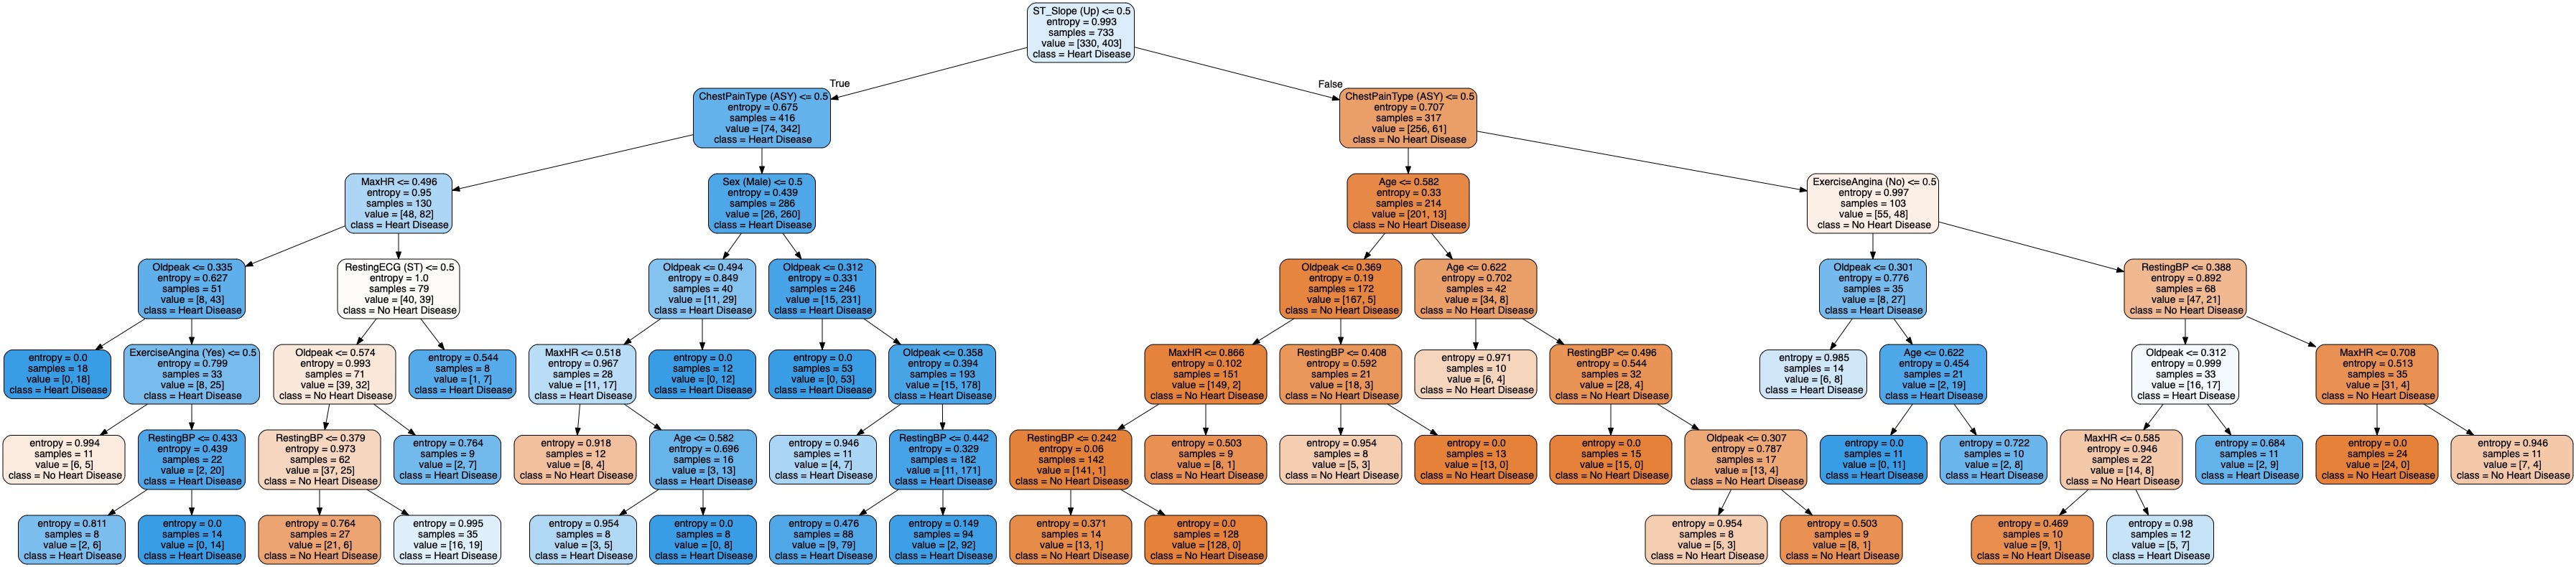 ST_Slope (Up) <= 0.5
entropy = 0.993
samples = 733
value = [330, 403]
class = Heart Disease
True
False
ChestPainType (ASY) <= 0.5
entropy = 0.675
samples = 416
value = [74, 342]
class = Heart Disease
ChestPainType (ASY) <= 0.5
entropy = 0.707
samples = 317
value = [256, 61]
class = No Heart Disease
MaxHR <= 0.496
entropy = 0.95
samples = 130
value = [48, 82]
class = Heart Disease
Sex (Male) <= 0.5
entropy = 0.439
samples = 286
value = [26, 260]
class = Heart Disease
Age <= 0.582
entropy = 0.33
samples = 214
value = [201, 13]
class = No Heart Disease
ExerciseAngina (No) <= 0.5
entropy = 0.997
samples = 103
value = [55, 48]
class = No Heart Disease
Oldpeak <= 0.335
entropy = 0.627
samples = 51
value = [8, 43]
class = Heart Disease
RestingECG (ST) <= 0.5
entropy = 1.0
samples = 79
value = [40, 39]
class = No Heart Disease
Oldpeak <= 0.494
entropy = 0.849
samples = 40
value = [11, 29]
class = Heart Disease
Oldpeak <= 0.312
entropy = 0.331
samples = 246
value = [15, 231]
class = Heart Disease
Oldpeak <= 0.369
entropy = 0.19
samples = 172
value = [167, 5]
class = No Heart Disease
Age <= 0.622
entropy = 0.702
samples = 42
value = [34, 8]
class = No Heart Disease
Oldpeak <= 0.301
entropy = 0.776
samples = 35
value = [8, 27]
class = Heart Disease
RestingBP <= 0.388
entropy = 0.892
samples = 68
value = [47, 21]
class = No Heart Disease
entropy = 0.0
samples = 18
value = [0, 18]
class = Heart Disease
ExerciseAngina (Yes) <= 0.5
entropy = 0.799
samples = 33
value = [8, 25]
class = Heart Disease
Oldpeak <= 0.574
entropy = 0.993
samples = 71
value = [39, 32]
class = No Heart Disease
entropy = 0.544
samples = 8
value = [1, 7]
class = Heart Disease
MaxHR <= 0.518
entropy = 0.967
samples = 28
value = [11, 17]
class = Heart Disease
entropy = 0.0
samples = 12
value = [0, 12]
class = Heart Disease
entropy = 0.0
samples = 53
value = [0, 53]
class = Heart Disease
Oldpeak <= 0.358
entropy = 0.394
samples = 193
value = [15, 178]
class = Heart Disease
MaxHR <= 0.866
entropy = 0.102
samples = 151
value = [149, 2]
class = No Heart Disease
RestingBP <= 0.408
entropy = 0.592
samples = 21
value = [18, 3]
class = No Heart Disease
entropy = 0.971
samples = 10
value = [6, 4]
class = No Heart Disease
RestingBP <= 0.496
entropy = 0.544
samples = 32
value = [28, 4]
class = No Heart Disease
entropy = 0.985
samples = 14
value = [6, 8]
class = Heart Disease
Age <= 0.622
entropy = 0.454
samples = 21
value = [2, 19]
class = Heart Disease
Oldpeak <= 0.312
entropy = 0.999
samples = 33
value = [16, 17]
class = Heart Disease
MaxHR <= 0.708
entropy = 0.513
samples = 35
value = [31, 4]
class = No Heart Disease
entropy = 0.994
samples = 11
value = [6, 5]
class = No Heart Disease
RestingBP <= 0.433
entropy = 0.439
samples = 22
value = [2, 20]
class = Heart Disease
RestingBP <= 0.379
entropy = 0.973
samples = 62
value = [37, 25]
class = No Heart Disease
entropy = 0.764
samples = 9
value = [2, 7]
class = Heart Disease
entropy = 0.918
samples = 12
value = [8, 4]
class = No Heart Disease
Age <= 0.582
entropy = 0.696
samples = 16
value = [3, 13]
class = Heart Disease
entropy = 0.946
samples = 11
value = [4, 7]
class = Heart Disease
RestingBP <= 0.442
entropy = 0.329
samples = 182
value = [11, 171]
class = Heart Disease
RestingBP <= 0.242
entropy = 0.06
samples = 142
value = [141, 1]
class = No Heart Disease
entropy = 0.503
samples = 9
value = [8, 1]
class = No Heart Disease
entropy = 0.954
samples = 8
value = [5, 3]
class = No Heart Disease
entropy = 0.0
samples = 13
value = [13, 0]
class = No Heart Disease
entropy = 0.0
samples = 15
value = [15, 0]
class = No Heart Disease
Oldpeak <= 0.307
entropy = 0.787
samples = 17
value = [13, 4]
class = No Heart Disease
entropy = 0.0
samples = 11
value = [0, 11]
class = Heart Disease
entropy = 0.722
samples = 10
value = [2, 8]
class = Heart Disease
MaxHR <= 0.585
entropy = 0.946
samples = 22
value = [14, 8]
class = No Heart Disease
entropy = 0.684
samples = 11
value = [2, 9]
class = Heart Disease
entropy = 0.0
samples = 24
value = [24, 0]
class = No Heart Disease
entropy = 0.946
samples = 11
value = [7, 4]
class = No Heart Disease
entropy = 0.811
samples = 8
value = [2, 6]
class = Heart Disease
entropy = 0.0
samples = 14
value = [0, 14]
class = Heart Disease
entropy = 0.764
samples = 27
value = [21, 6]
class = No Heart Disease
entropy = 0.995
samples = 35
value = [16, 19]
class = Heart Disease
entropy = 0.954
samples = 8
value = [3, 5]
class = Heart Disease
entropy = 0.0
samples = 8
value = [0, 8]
class = Heart Disease
entropy = 0.476
samples = 88
value = [9, 79]
class = Heart Disease
entropy = 0.149
samples = 94
value = [2, 92]
class = Heart Disease
entropy = 0.371
samples = 14
value = [13, 1]
class = No Heart Disease
entropy = 0.0
samples = 128
value = [128, 0]
class = No Heart Disease
entropy = 0.954
samples = 8
value = [5, 3]
class = No Heart Disease
entropy = 0.503
samples = 9
value = [8, 1]
class = No Heart Disease
entropy = 0.469
samples = 10
value = [9, 1]
class = No Heart Disease
entropy = 0.98
samples = 12
value = [5, 7]
class = Heart Disease